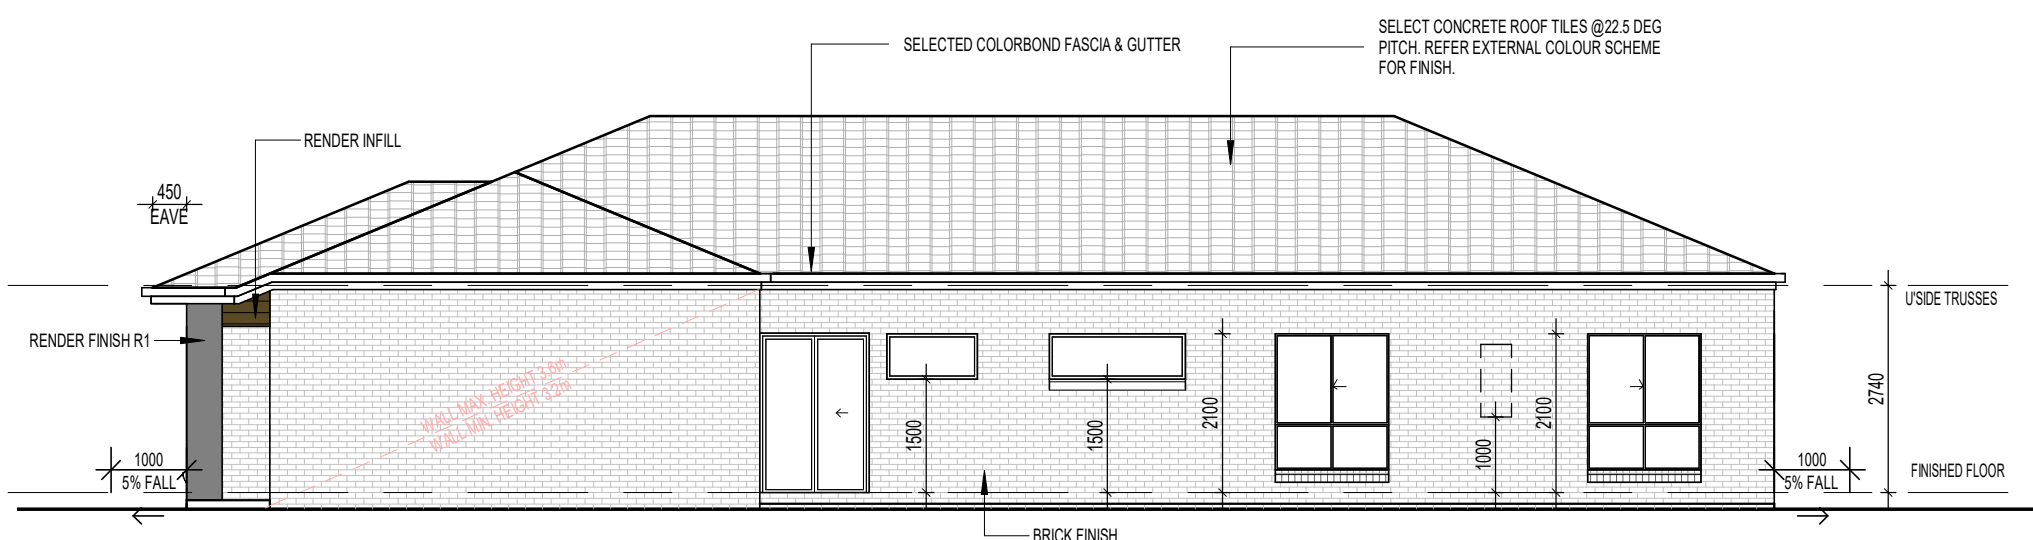 SELECT CONCRETE ROOF TILES @22.5 DEG
PITCH. REFER EXTERNAL COLOUR SCHEME
FOR FINISH.
SELECTED COLORBOND FASCIA & GUTTER
RENDER INFILL
450
EAVE
U'SIDE TRUSSES
RENDER FINISH R1
WALL MAX. HEIGHT 3.6m
WALL MIN. HEIGHT 3.2m
1500
1500
2100
1000
2100
2740
1000
5% FALL
1000
5% FALL
FINISHED FLOOR
BRICK FINISH